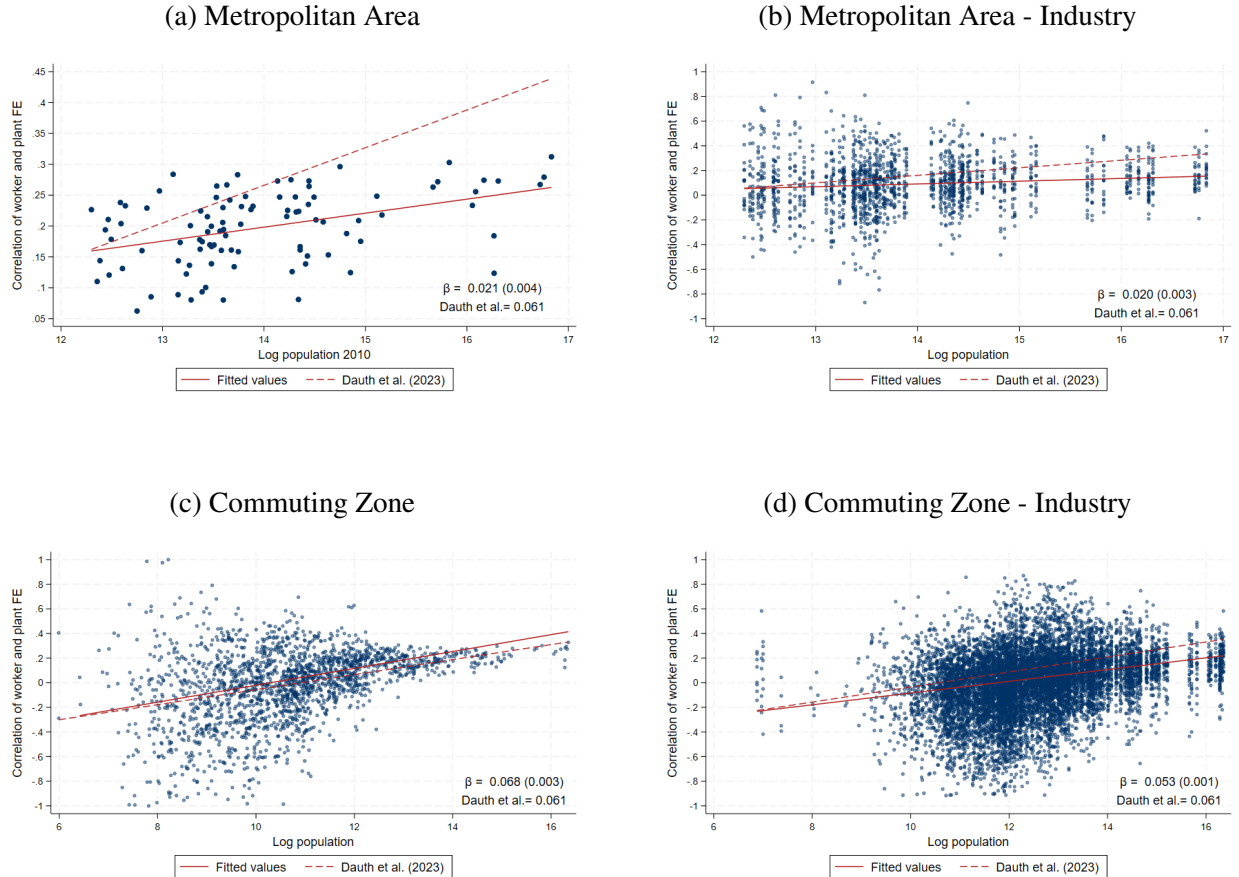 (a) Metropolitan Area
Correlation of worker and plant FE
.45
.4
.35
.3
.25
.2
.15
.1
.05
12
13
14
15
16
17
β = 0.021 (0.004)
Dauth et al.= 0.061
Log population 2010
Fitted values
Dauth et al. (2023)
(b) Metropolitan Area - Industry
Correlation of worker and plant FE
1
.8
.6
.4
.2
0
-.2
-.4
-.6
-.8
-1
12
13
14
15
16
17
β = 0.020 (0.003)
Dauth et al.= 0.061
Log population
Fitted values
Dauth et al. (2023)
(c) Commuting Zone
Correlation of worker and plant FE
1
.8
.6
.4
.2
0
-.2
-.4
-.6
-.8
-1
6
8
10
12
14
16
β = 0.068 (0.003)
Dauth et al.= 0.061
Log population
Fitted values
Dauth et al. (2023)
(d) Commuting Zone - Industry
Correlation of worker and plant FE
1
.8
.6
.4
.2
0
-.2
-.4
-.6
-.8
-1
6
8
10
12
14
16
β = 0.053 (0.001)
Dauth et al.= 0.061
Log population
Fitted values
Dauth et al. (2023)